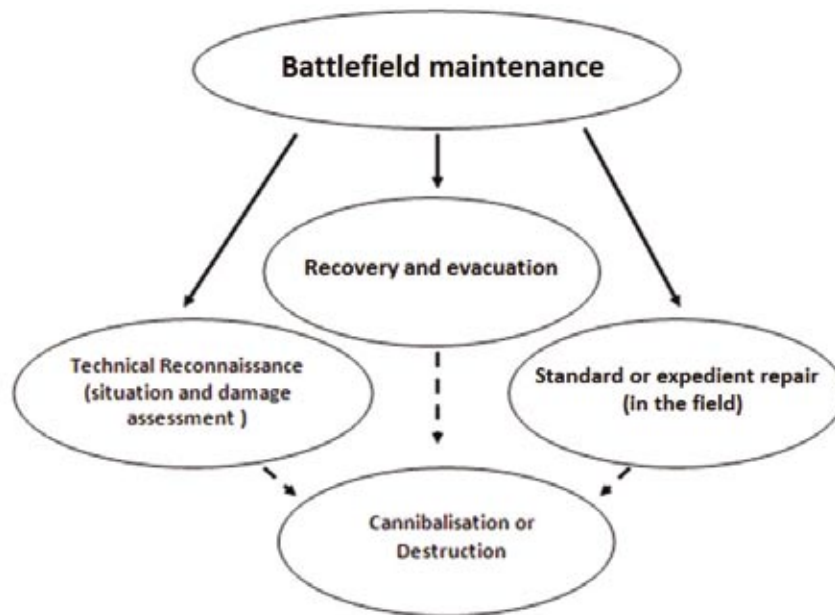 Battlefield maintenance
Recovery and evacuation
Technical Reconnaissance
(situation and damage
assessment )
Standard or expedient repair
(in the field)
Cannibalisation or
Destruction